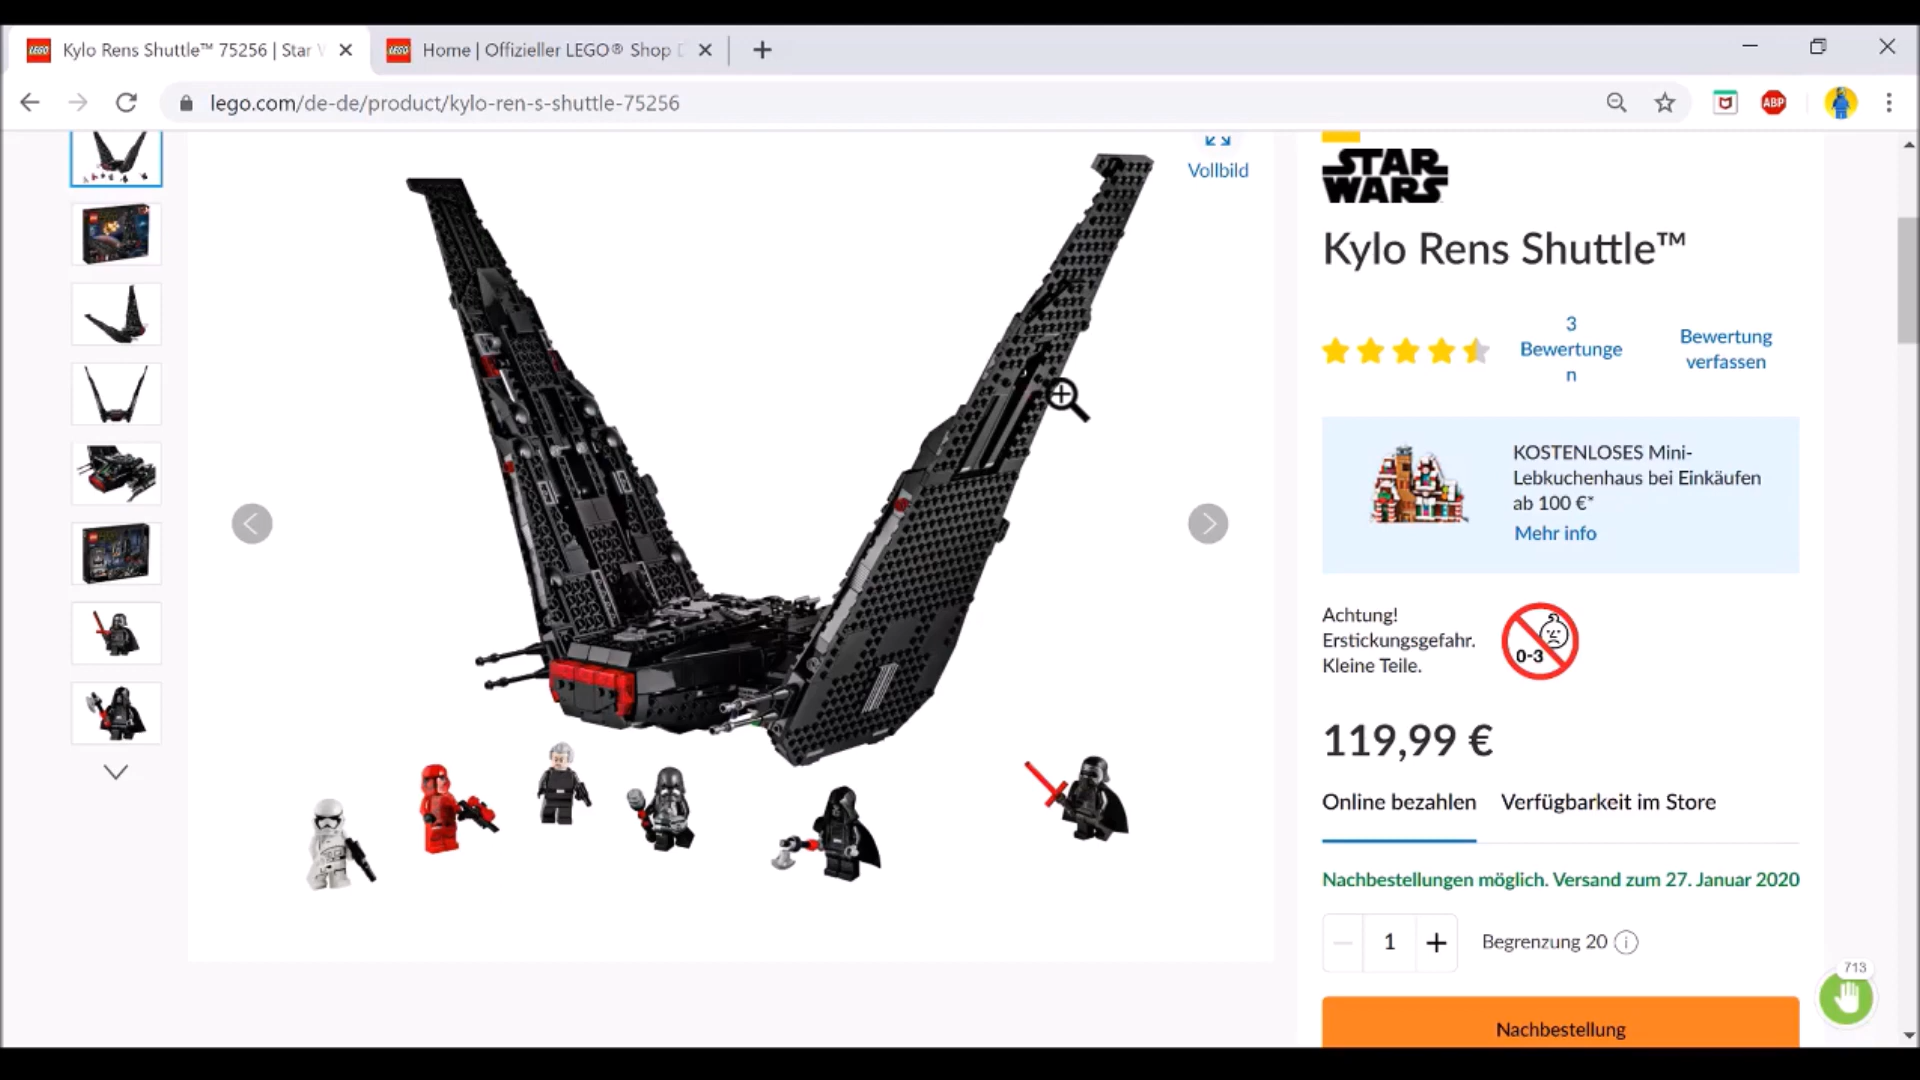 Kylo Rens Shuttle™ 75256 | Star
Home | Offizieller LEGO® Shop
lego.com/de-de/product/kylo-ren-s-shuttle-75256
ABP
Vollbild
STAR
WARS
Kylo Rens Shuttle™
3
Bewertunge
n
Bewertung
verfassen
KOSTENLOSES Mini-
Lebkuchenhaus bei Einkäufen
ab 100 €*
Mehr info
Achtung!
Erstickungsgefahr.
Kleine Teile.
0-3
119,99 €
Online bezahlen
Verfügbarkeit im Store
Nachbestellungen möglich. Versand zum 27. Januar 2020
1
Begrenzung 20
713
Nachbestellung